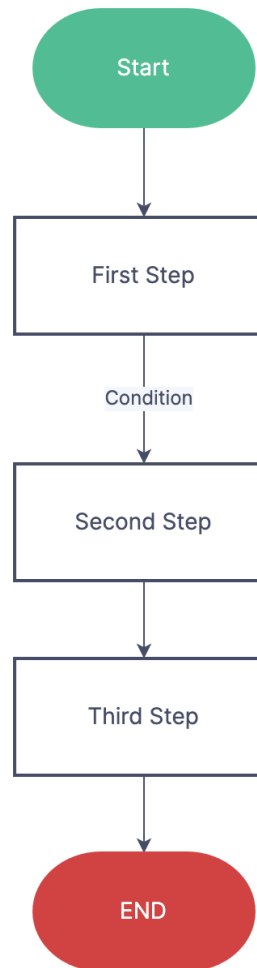 Start
First Step
Condition
Second Step
Third Step
END